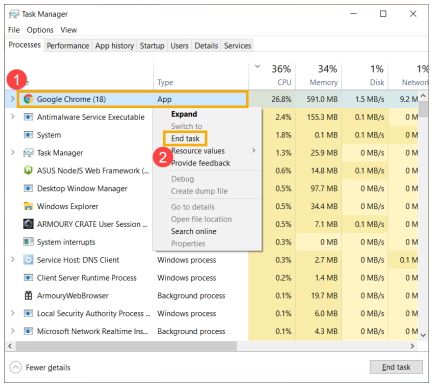 Task Manager
File Options View
Processes Performance App history Startup Users Details Services
36% 34% 1% 1%
Type CPU Memory Disk Network
1
Google Chrome (18) App 26.8% 591.0 MB 1.5 MB/s 9.2 M
Antimalware Service Executable 2.4% 155.3 MB 0.1 MB/s 0 M
System 1.8% 0.1 MB 0.1 MB/s 0 M
Task Manager 1.3% 25.9 MB 0 MB/s 0 M
ASUS NodeJS Web Framework (... 0.6% 14.8 MB 0.1 MB/s 0 M
Desktop Window Manager 0.5% 97.7 MB 0 MB/s 0 M
Windows Explorer 0.5% 34.4 MB 0 MB/s 0 M
ARMOURY CRATE User Session ... 0.5% 7.1 MB 0.1 MB/s 0 M
System interrupts 0.3% 0 MB 0 MB/s 0 M
Service Host: DNS Client Windows process 0.3% 2.7 MB 0 MB/s 0.1 M
Client Server Runtime Process Windows process 0.2% 1.4 MB 0 MB/s 0 M
ArmouryWebBrowser Background process 0.1% 19.7 MB 0 MB/s 0 M
Local Security Authority Process ... Windows process 0.1% 6.0 MB 0 MB/s 0 M
Microsoft Network Realtime Ins... Background process 0.1% 4.3 MB 0 MB/s 0 M
Expand
Switch to
End task
2
Resource values
Provide feedback
Debug
Create dump file
Go to details
Open file location
Search online
Properties
Fewer details End task